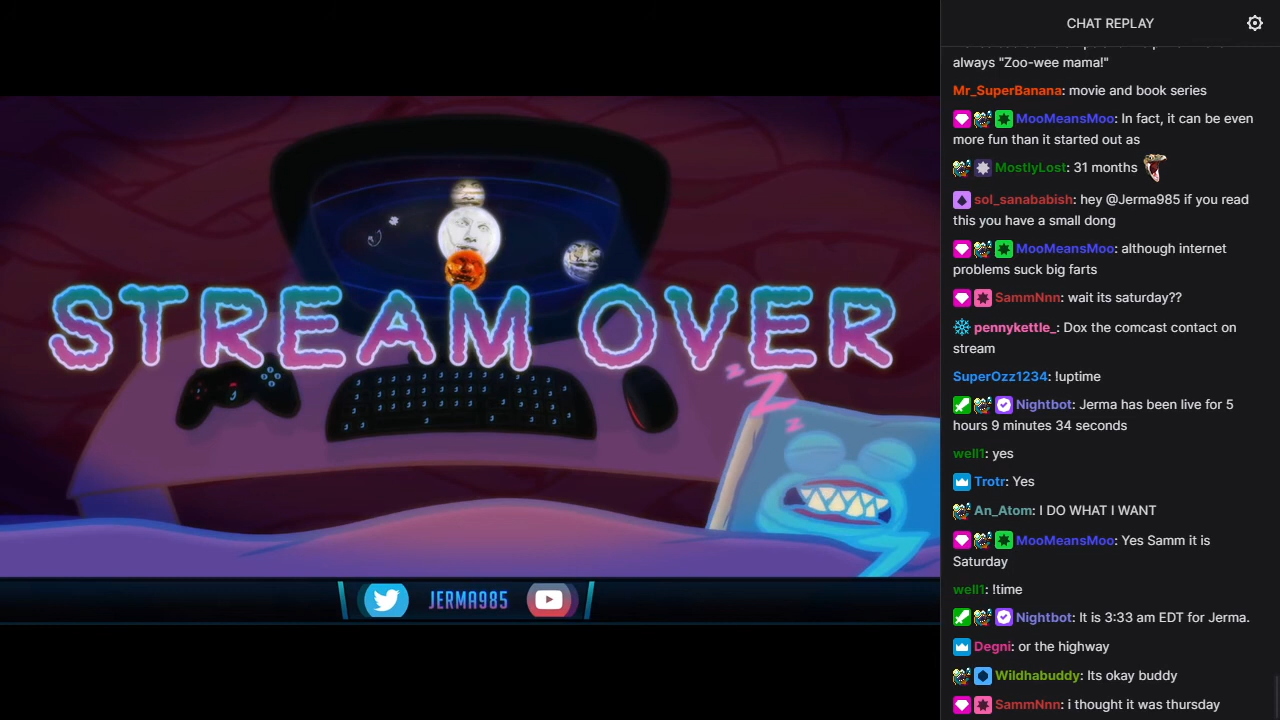 STREAM OVER
z
Z
z
JERMA985
CHAT REPLAY
always "Zoo-wee mama!"
Mr_SuperBanana: movie and book series
MooMeansMoo: In fact, it can be even
more fun than it started out as
MostlyLost: 31 months
sol_sanababish: hey @Jerma985 if you read
this you have a small dong
MooMeansMoo: although internet
problems suck big farts
SammNnn: wait its saturday??
pennykettle_: Dox the comcast contact on
stream
SuperOzz1234: !uptime
Nightbot: Jerma has been live for 5
hours 9 minutes 34 seconds
well1: yes
Trotr: Yes
An_Atom: I DO WHAT I WANT
MooMeansMoo: Yes Samm it is
Saturday
well1: !time
Nightbot: It is 3:33 am EDT for Jerma.
Degni: or the highway
Wildhabuddy: Its okay buddy
SammNnn: i thought it was thursday